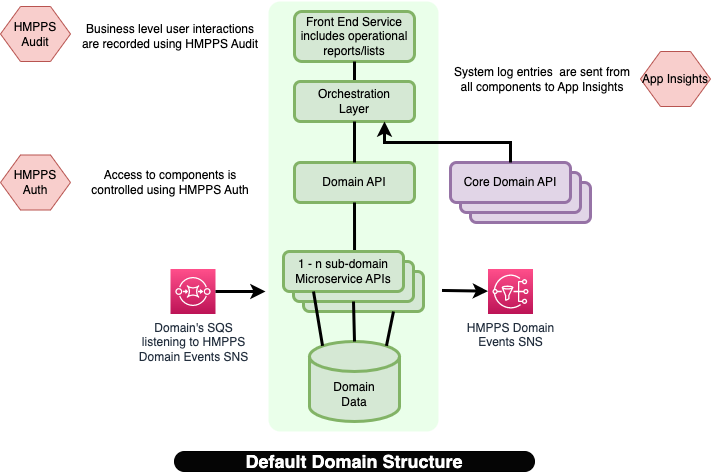 HMPPS
Audit
Business level user interactions
are recorded using HMPPS Audit
Front End Service
includes operational
reports/lists
System log entries  are sent from
all components to App Insights
App Insights
Orchestration
Layer
HMPPS
Auth
Access to components is
controlled using HMPPS Auth
Domain API
Core Domain API
1 - n sub-domain
Microservice APIs
Domain's SQS
listening to HMPPS
Domain Events SNS
HMPPS Domain
Events SNS
Domain
Data
Default Domain Structure